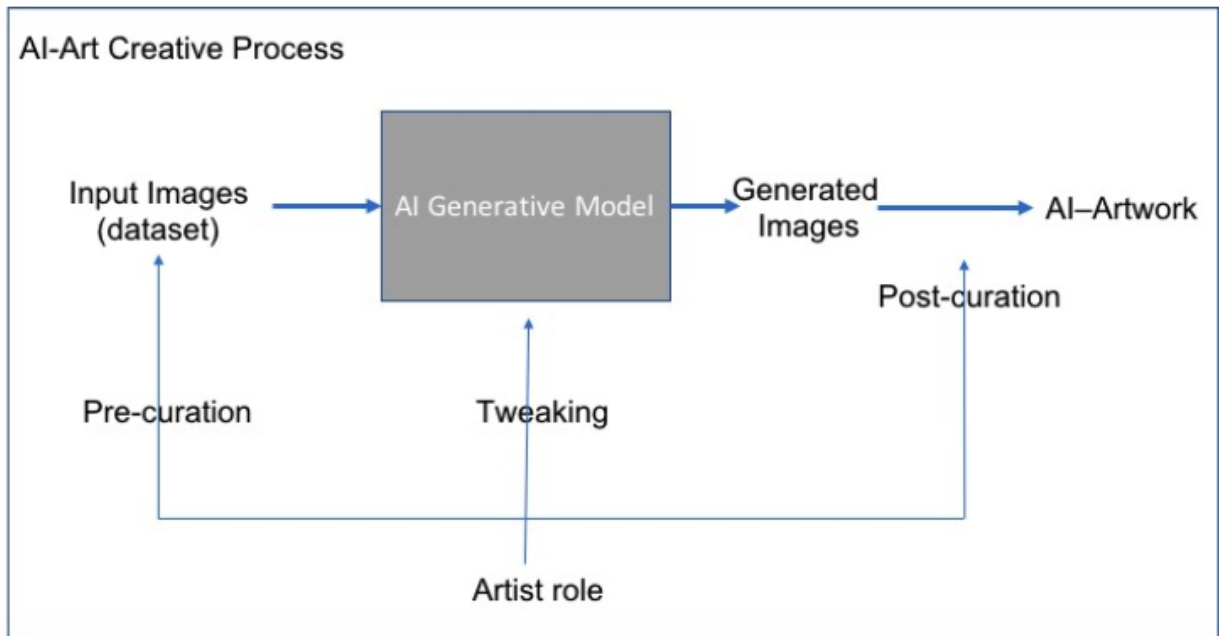 AI-Art Creative Process
Input Images
(dataset)
AI Generative Model
Generated
Images
AI–Artwork
Post-curation
Pre-curation
Tweaking
Artist role